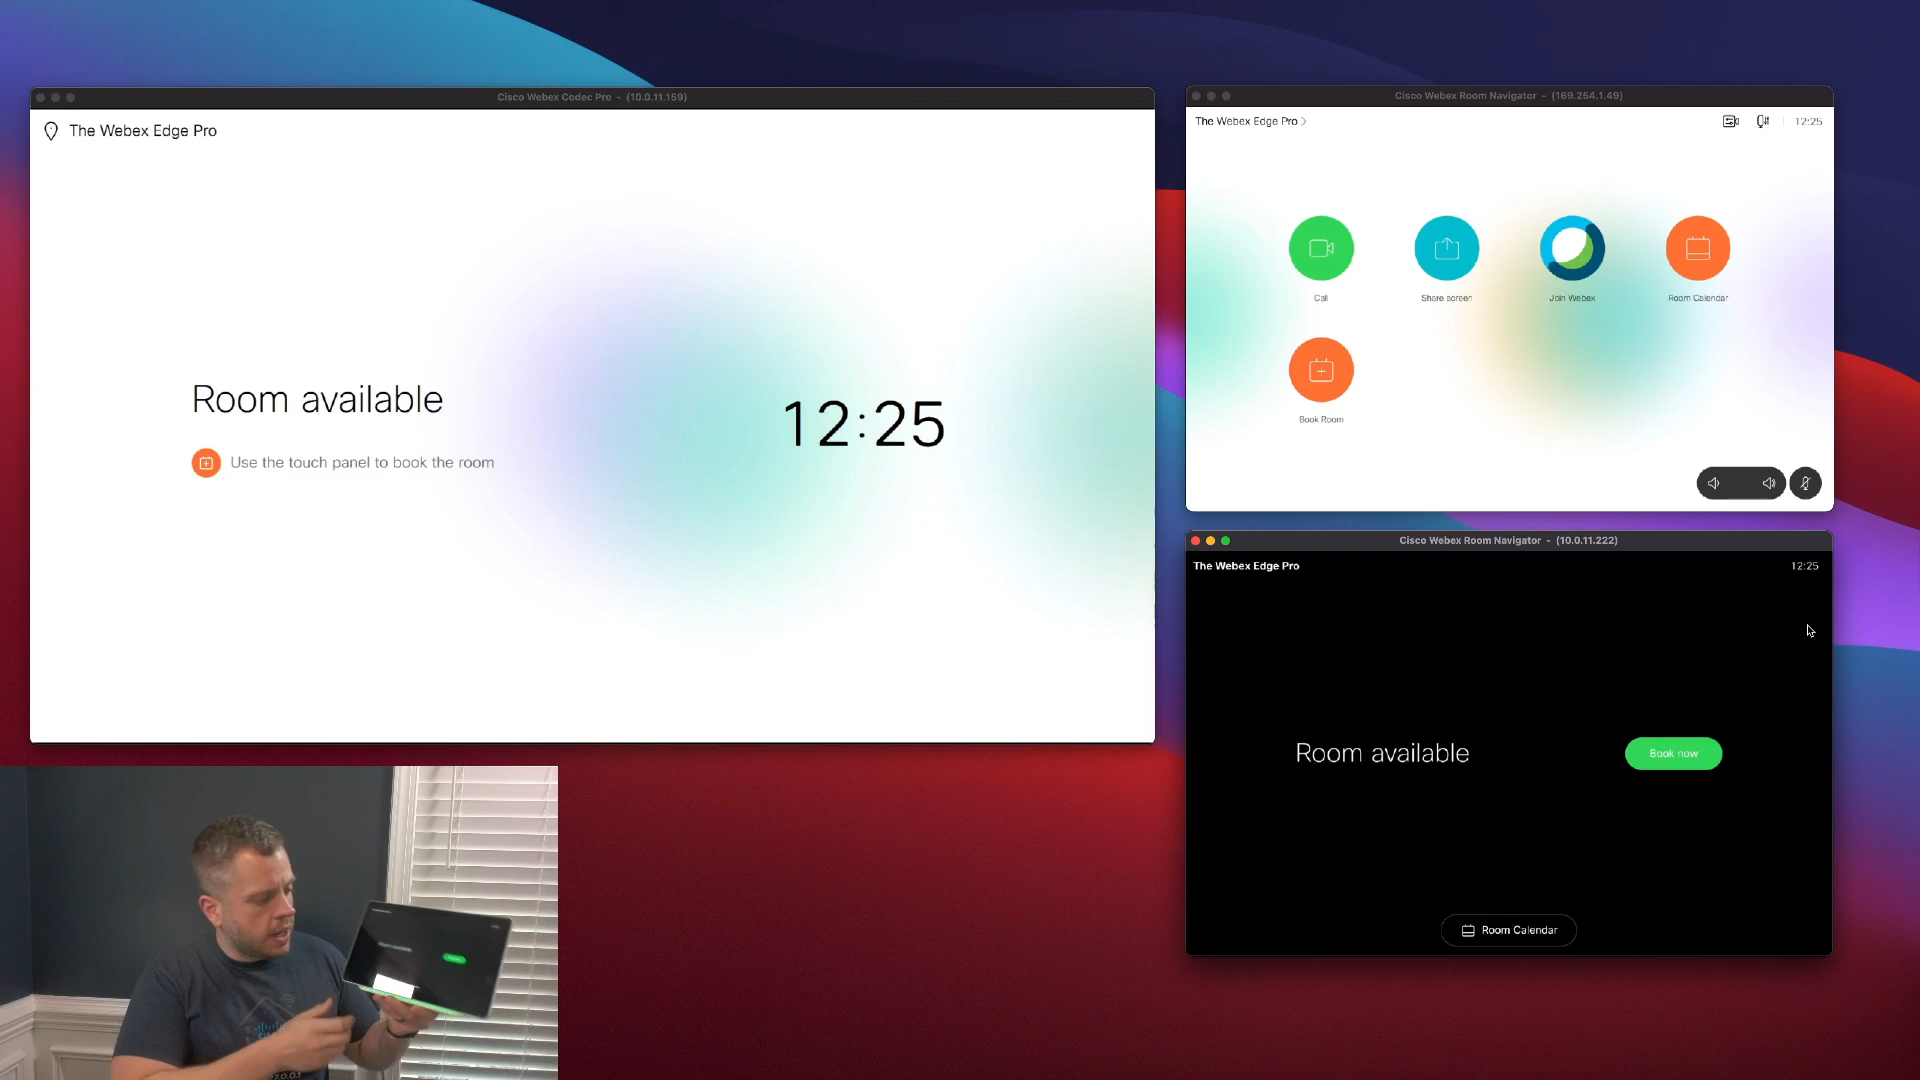 Cisco Webex Codec Pro - (10.0.11.159)
The Webex Edge Pro
Room available
Use the touch panel to book the room
12:25
Cisco Webex Room Navigator - (169.254.1.49)
The Webex Edge Pro
12:25
Call
Share screen
Join Webex
Room Calendar
Book Room
Cisco Webex Room Navigator - (10.0.11.222)
The Webex Edge Pro
12:25
Room available
Book now
Room Calendar